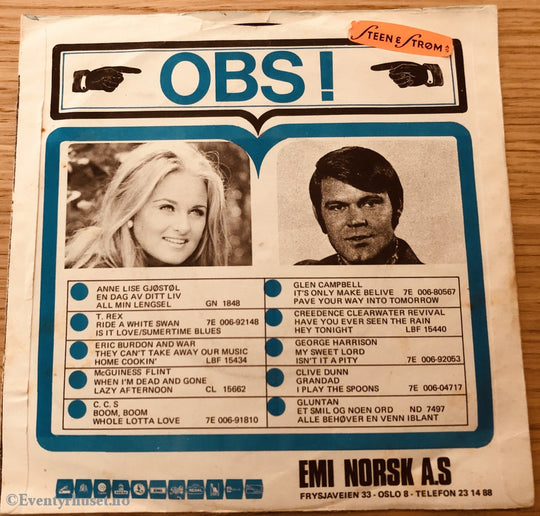 STEEN & STRØM A/S
OBS!
ANNE LISE GJØSTØL
EN DAG AV DITT LIV
ALL MIN LENGSEL GN 1848
T. REX
RIDE A WHITE SWAN 7E 006-92148
IS IT LOVE/SUMERTIME BLUES
ERIC BURDON AND WAR
THEY CAN'T TAKE AWAY OUR MUSIC
HOME COOKIN' LBF 15434
McGUINESS FLINT
WHEN I'M DEAD AND GONE
LAZY AFTERNOON CL 15662
C. C. S
BOOM, BOOM
WHOLE LOTTA LOVE 7E 006-91810
GLEN CAMPBELL
IT'S ONLY MAKE BELIVE 7E 006-80567
PAVE YOUR WAY INTO TOMORROW
CREEDENCE CLEARWATER REVIVAL
HAVE YOU EVER SEEN THE RAIN
HEY TONIGHT LBF 15440
GEORGE HARRISON
MY SWEET LORD
ISN'T IT A PITY 7E 006-92053
CLIVE DUNN
GRANDAD
I PLAY THE SPOONS 7E 006-04717
GLUNTAN
ET SMIL OG NOEN ORD ND 7497
ALLE BEHØVER EN VENN IBLANT
EMI NORSK A.S
FRYSJAVEIEN 33 - OSLO 8 - TELEFON 23 14 88
©Eventyrhuset.no